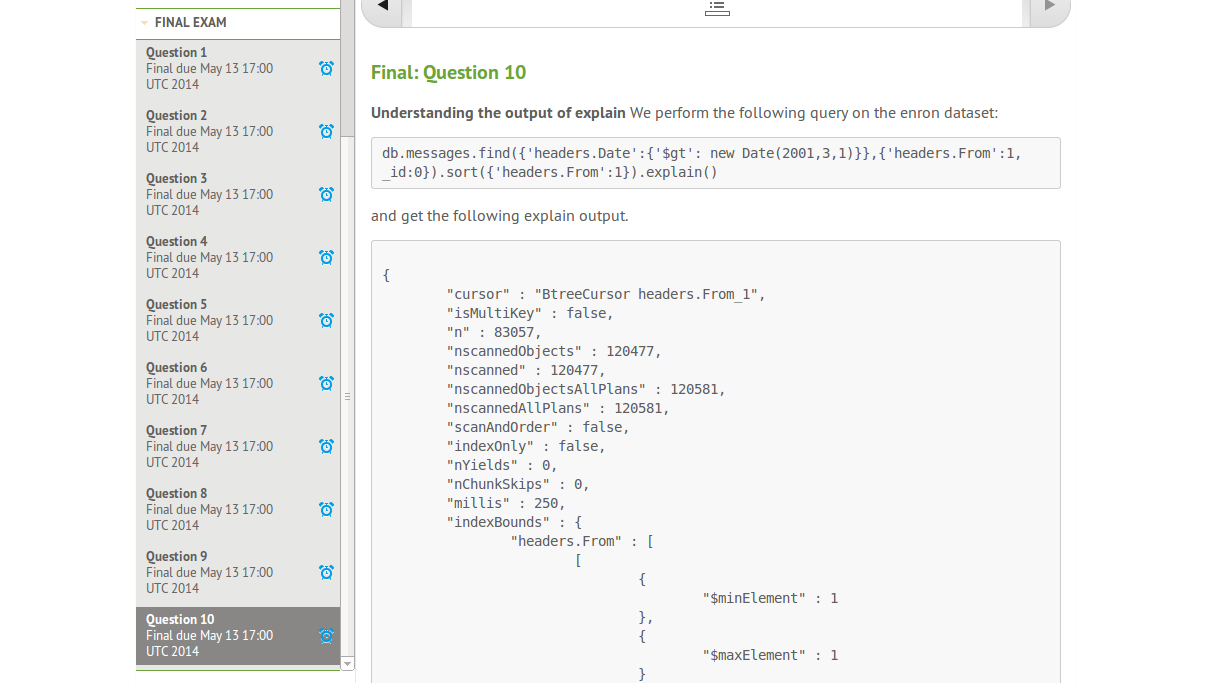 FINAL EXAM
Question 1
Final due May 13 17:00
UTC 2014
Question 2
Final due May 13 17:00
UTC 2014
Question 3
Final due May 13 17:00
UTC 2014
Question 4
Final due May 13 17:00
UTC 2014
Question 5
Final due May 13 17:00
UTC 2014
Question 6
Final due May 13 17:00
UTC 2014
Question 7
Final due May 13 17:00
UTC 2014
Question 8
Final due May 13 17:00
UTC 2014
Question 9
Final due May 13 17:00
UTC 2014
Question 10
Final due May 13 17:00
UTC 2014
Final: Question 10
Understanding the output of explain We perform the following query on the enron dataset:
db.messages.find({'headers.Date':{'$gt': new Date(2001,3,1)}},{'headers.From':1,
_id:0}).sort({'headers.From':1}).explain()
and get the following explain output.
{
"cursor" : "BtreeCursor headers.From_1",
"isMultiKey" : false,
"n" : 83057,
"nscannedObjects" : 120477,
"nscanned" : 120477,
"nscannedObjectsAllPlans" : 120581,
"nscannedAllPlans" : 120581,
"scanAndOrder" : false,
"indexOnly" : false,
"nYields" : 0,
"nChunkSkips" : 0,
"millis" : 250,
"indexBounds" : {
"headers.From" : [
[
{
"$minElement" : 1
},
{
"$maxElement" : 1
}